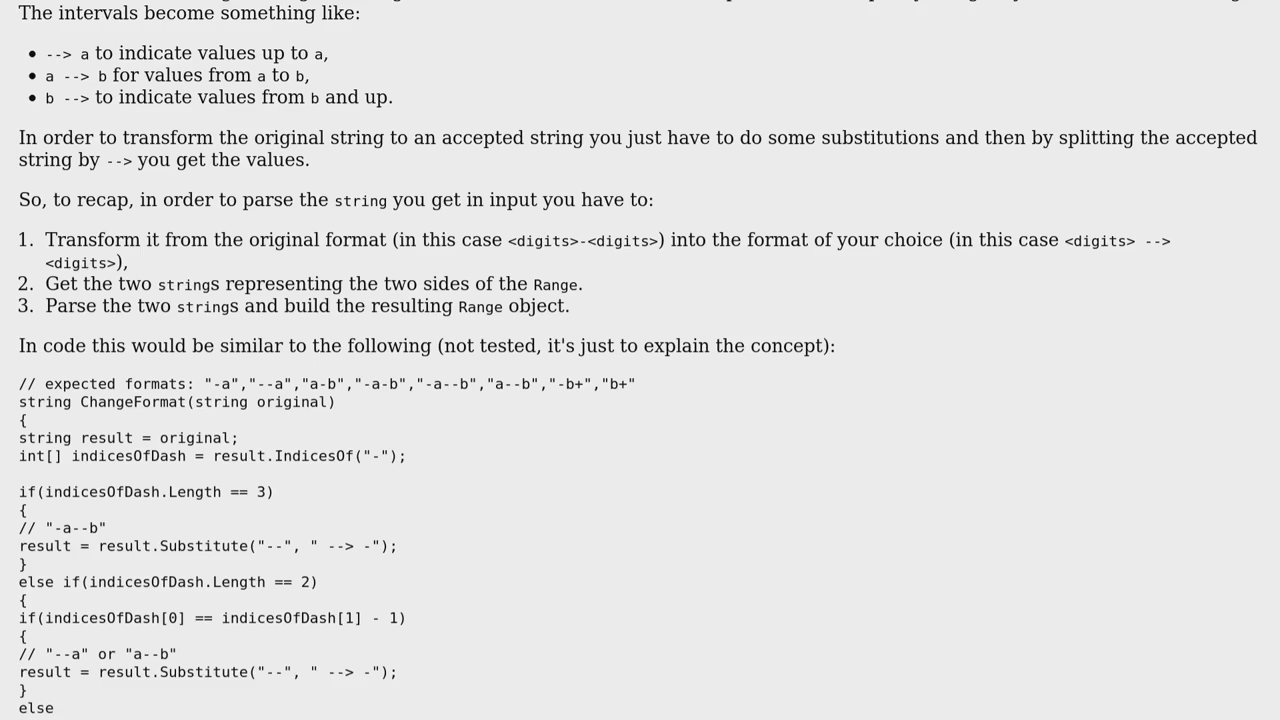 The intervals become something like:
--> a to indicate values up to a,
a --> b for values from a to b,
b --> to indicate values from b and up.
In order to transform the original string to an accepted string you just have to do some substitutions and then by splitting the accepted
string by --> you get the values.
So, to recap, in order to parse the string you get in input you have to:
1. Transform it from the original format (in this case <digits>-<digits>) into the format of your choice (in this case <digits> -->
<digits>),
2. Get the two strings representing the two sides of the Range.
3. Parse the two strings and build the resulting Range object.
In code this would be similar to the following (not tested, it's just to explain the concept):
// expected formats: "-a","--a","a-b","-a-b","-a--b","a--b","-b+","b+"
string ChangeFormat(string original)
{
string result = original;
int[] indicesOfDash = result.IndicesOf("-");
if(indicesOfDash.Length == 3)
{
// "-a--b"
result = result.Substitute("--", " --> -");
}
else if(indicesOfDash.Length == 2)
{
if(indicesOfDash[0] == indicesOfDash[1] - 1)
{
// "--a" or "a--b"
result = result.Substitute("--", " --> -");
}
else